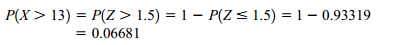 P(X > 13) = P(Z > 1.5) = 1 − P(Z ≤ 1.5) = 1 − 0.93319
= 0.06681